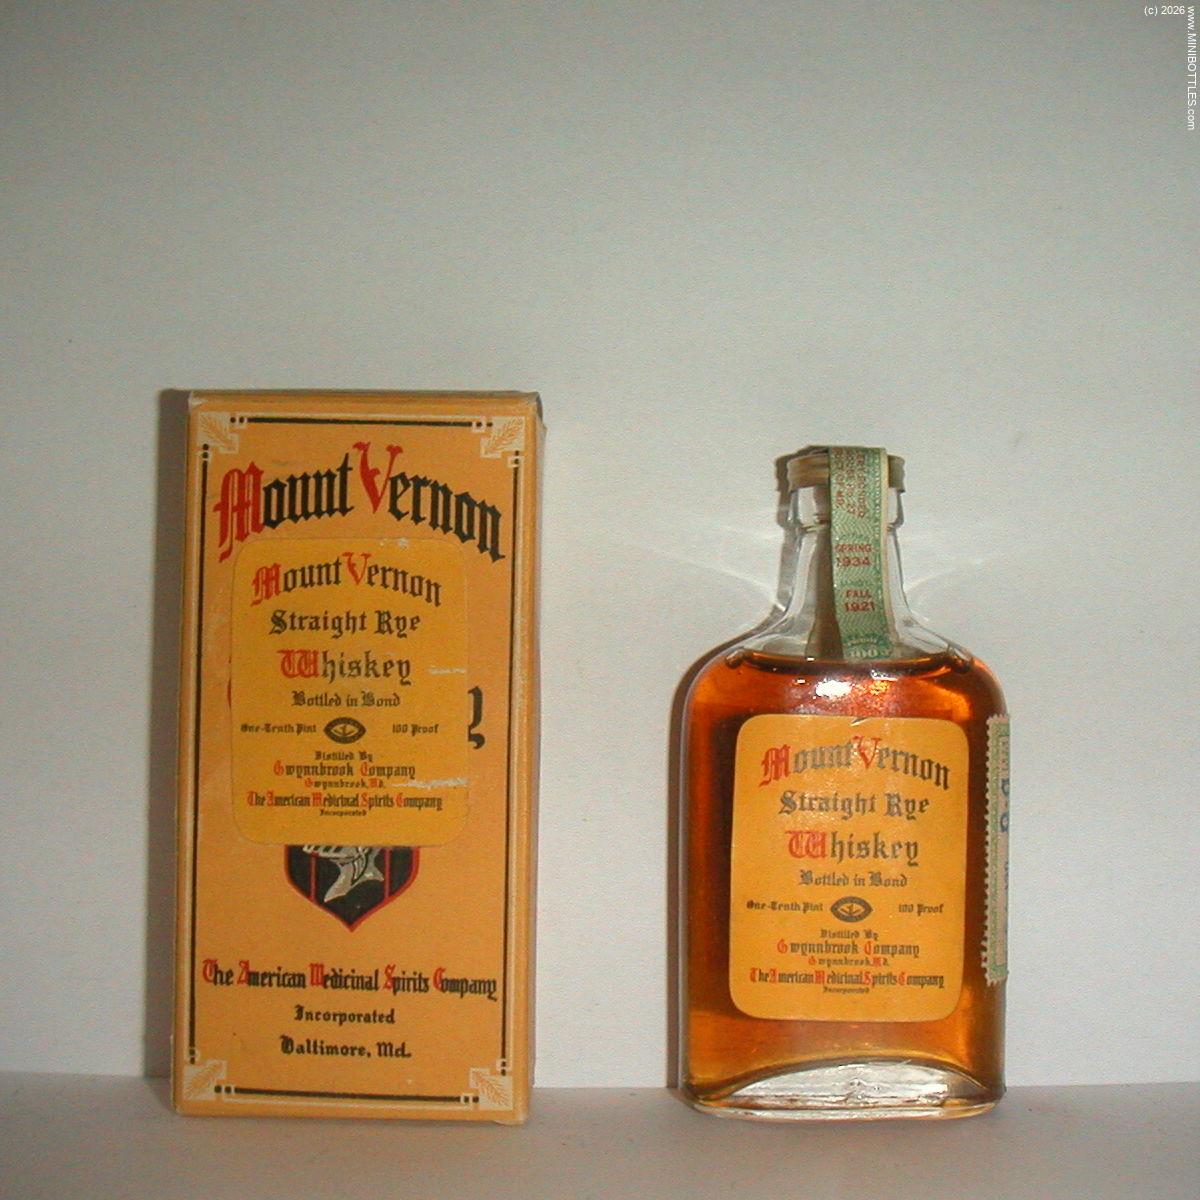 (c) 2026 www.MINIBOTTLES.com
Mount Vernon
Mount Vernon
Straight Rye
Whiskey
Bottled in Bond
One-Tenth Pint 100 Proof
Distilled By
Gwynnbrook Company
Gwynnbrook, Md.
The American Medicinal Spirits Company
Incorporated
The American Medicinal Spirits Company
Incorporated
Baltimore, Md.
SPRING
1934
FALL
1921
100
Mount Vernon
Straight Rye
Whiskey
Bottled in Bond
One-Tenth Pint 100 Proof
Distilled By
Gwynnbrook Company
Gwynnbrook, Md.
The American Medicinal Spirits Company
Incorporated